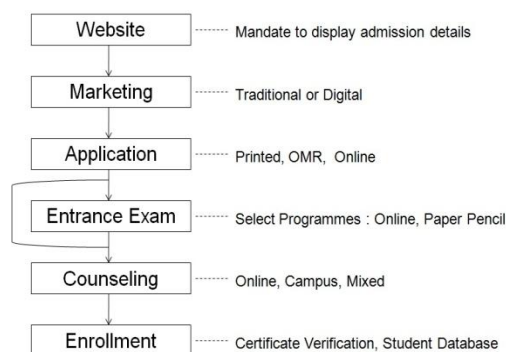 Website
Mandate to display admission details
Marketing
Traditional or Digital
Application
Printed, OMR, Online
Entrance Exam
Select Programmes : Online, Paper Pencil
Counseling
Online, Campus, Mixed
Enrollment
Certificate Verification, Student Database